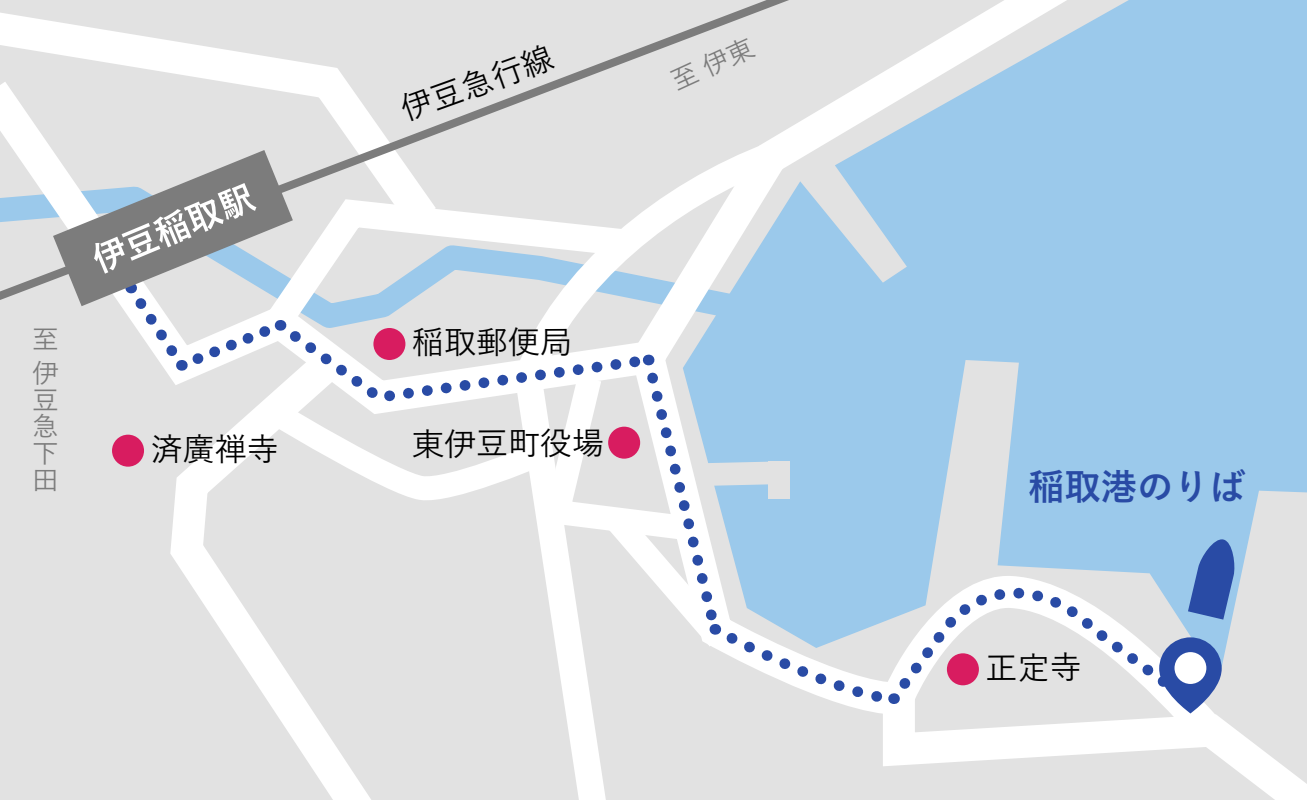 伊豆急行線
至 伊東
伊豆稲取駅
至 伊豆急下田
稲取郵便局
済廣禅寺
東伊豆町役場
稲取港のりば
正定寺